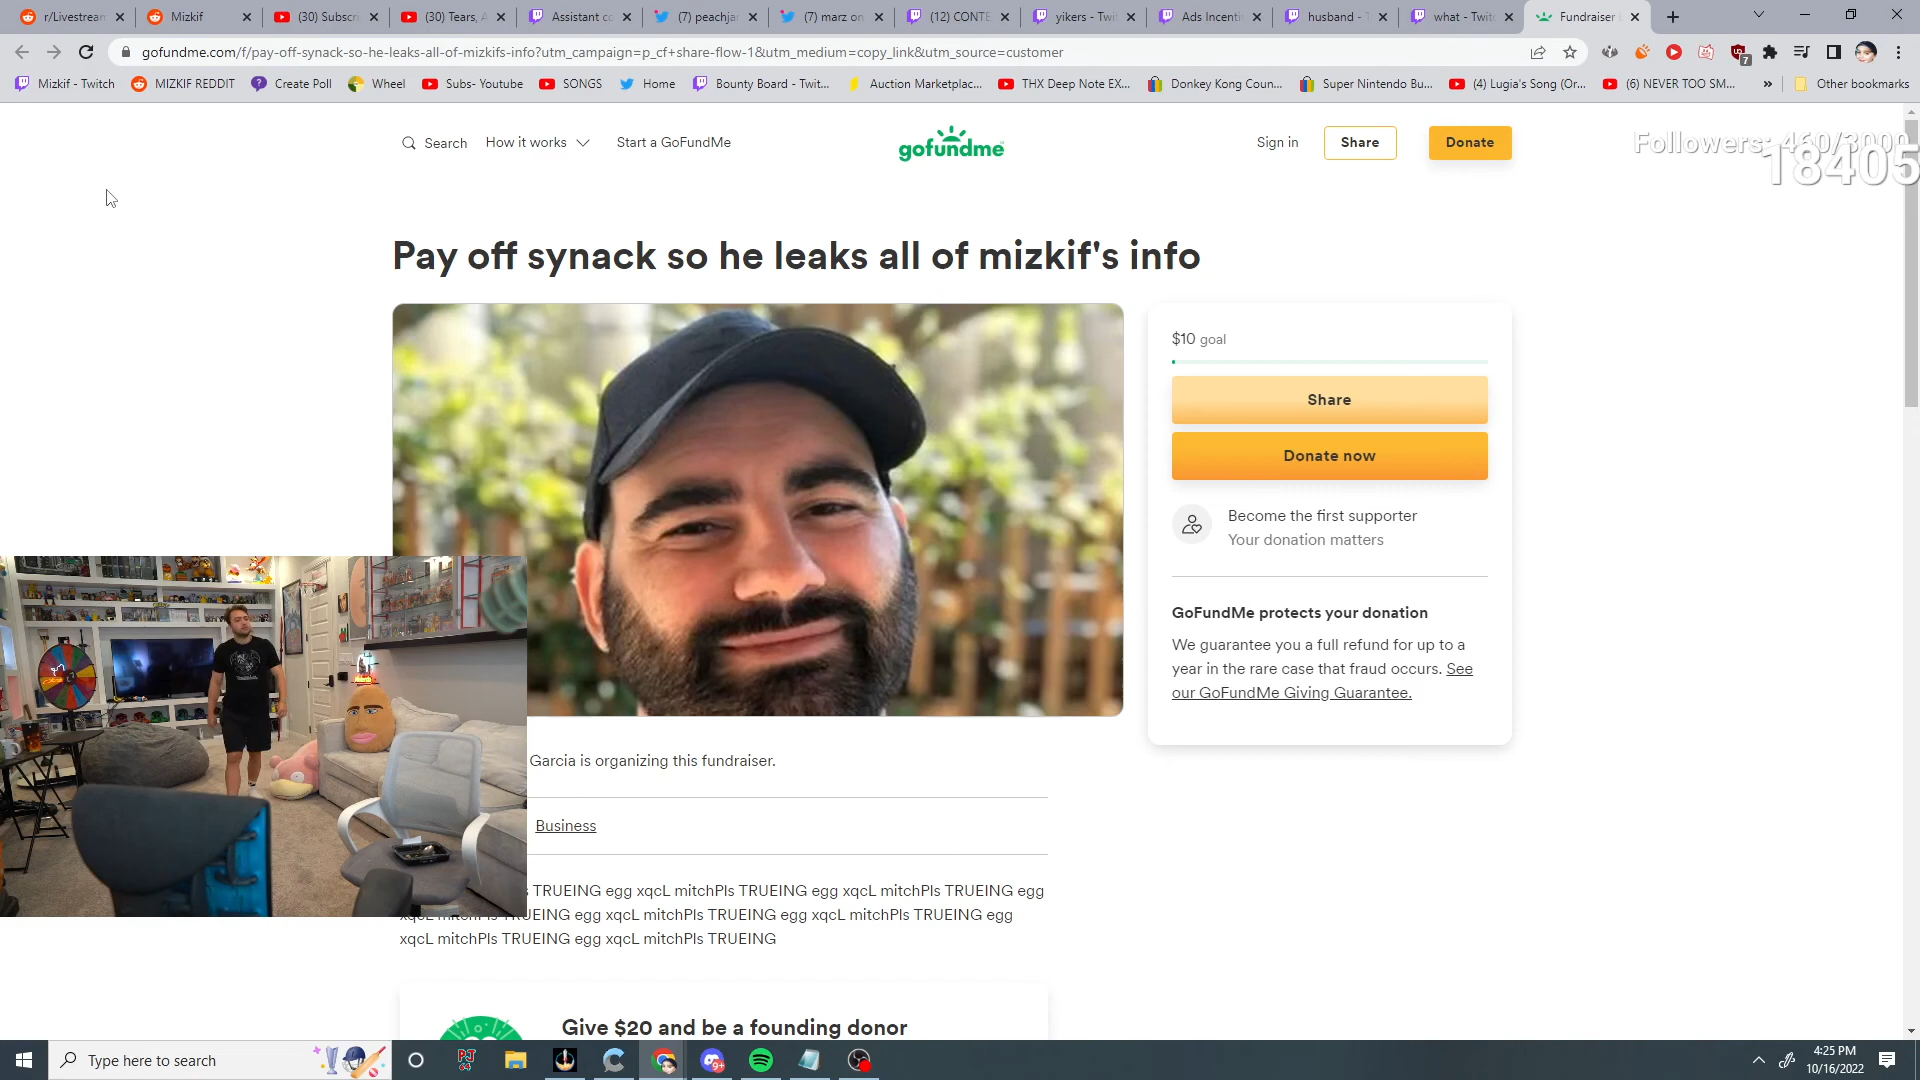 r/Livestream
Mizkif
(30) Subscri
(30) Tears, A
Assistant co
(7) peachja
(7) marz on
(12) CONTE
yikers - Twi
Ads Incenti
husband - T
what - Twitc
Fundraiser
gofundme.com/f/pay-off-synack-so-he-leaks-all-of-mizkifs-info?utm_campaign=p_cf+share-flow-1&utm_medium=copy_link&utm_source=customer
7
Mizkif - Twitch
MIZKIF REDDIT
Create Poll
Wheel
Subs- Youtube
SONGS
Home
Bounty Board - Twit...
Auction Marketplac...
THX Deep Note EX...
Donkey Kong Coun...
Super Nintendo Bu...
(4) Lugia's Song (Or...
(6) NEVER TOO SM...
»
Other bookmarks
Search
How it works
Start a GoFundMe
gofundme
Sign in
Share
Donate
Followers: 460/3000
18405
Pay off synack so he leaks all of mizkif's info
$10 goal
Share
Donate now
Become the first supporter
Your donation matters
GoFundMe protects your donation
We guarantee you a full refund for up to a
year in the rare case that fraud occurs. See
our GoFundMe Giving Guarantee.
Garcia is organizing this fundraiser.
Business
TRUEING egg xqcL mitchPls TRUEING egg xqcL mitchPls TRUEING egg
xqcL mitchPls TRUEING egg xqcL mitchPls TRUEING egg xqcL mitchPls TRUEING egg
xqcL mitchPls TRUEING egg xqcL mitchPls TRUEING
Give $20 and be a founding donor
Type here to search
9+
4:25 PM
10/16/2022